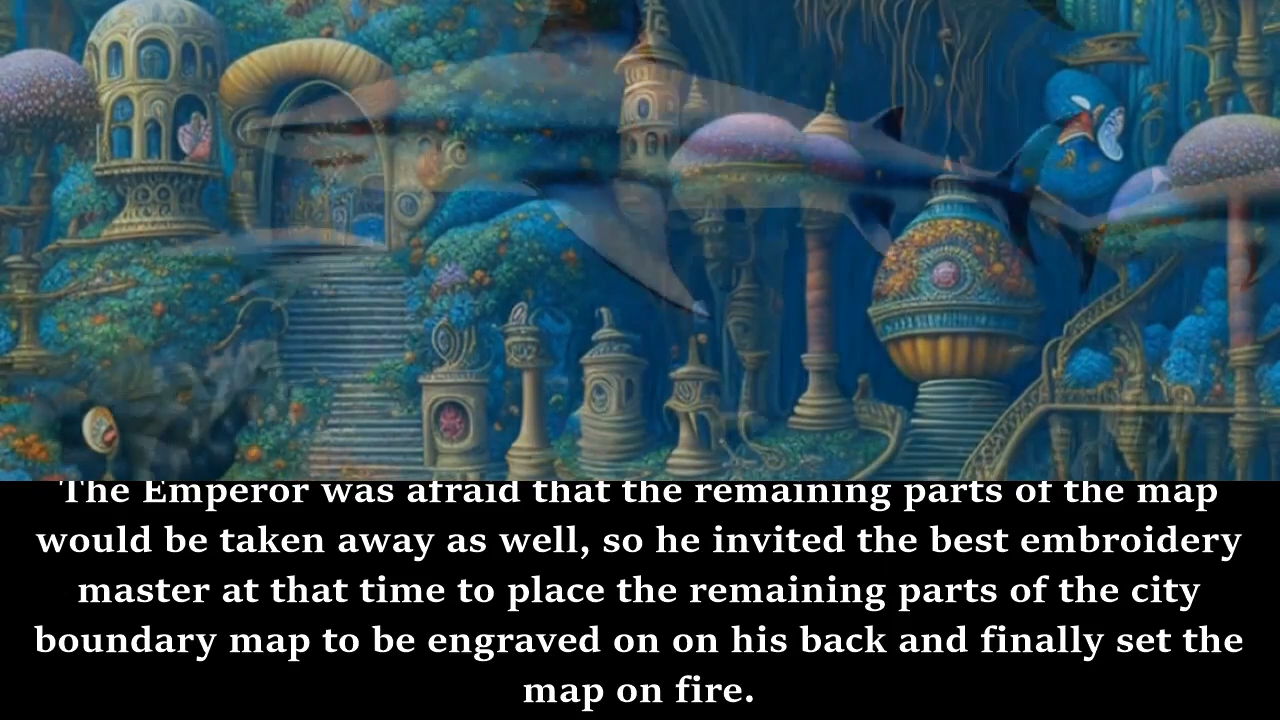 The Emperor was afraid that the remaining parts of the map
would be taken away as well, so he invited the best embroidery
master at that time to place the remaining parts of the city
boundary map to be engraved on on his back and finally set the
map on fire.